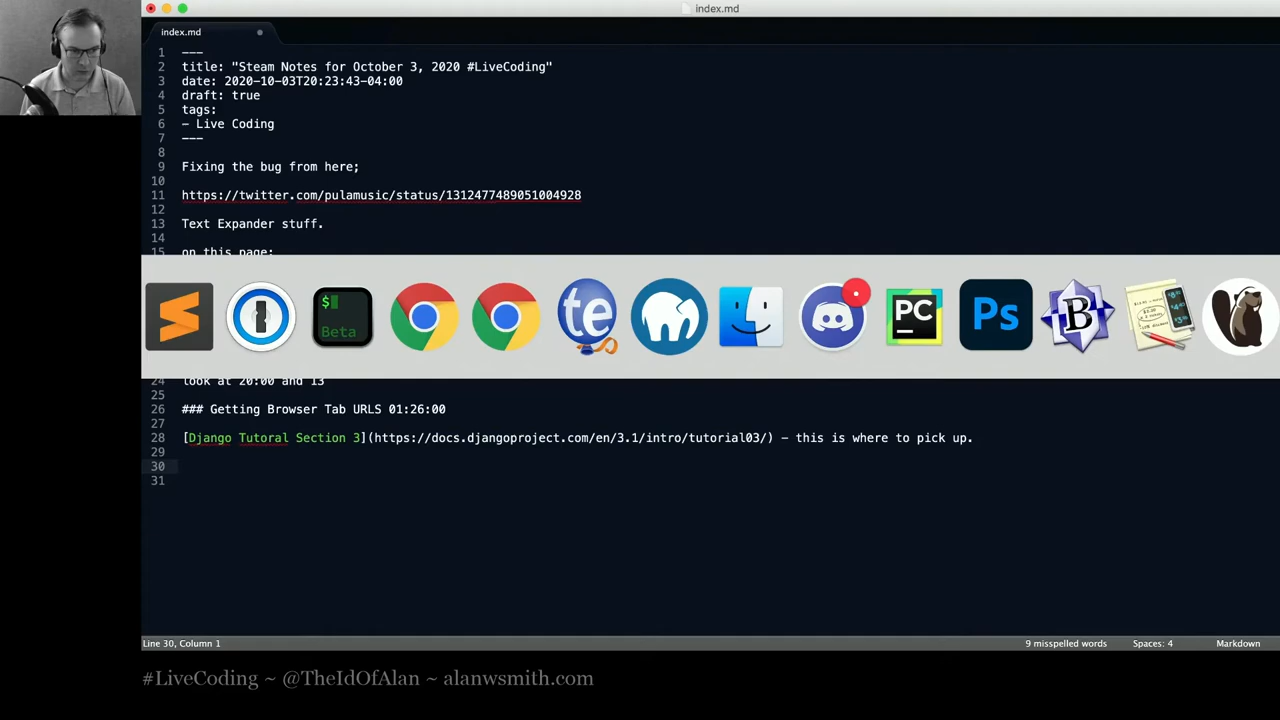 index.md
index.md
1 ---
2 title: "Steam Notes for October 3, 2020 #LiveCoding"
3 date: 2020-10-03T20:23:43-04:00
4 draft: true
5 tags:
6 - Live Coding
7 ---
8
9 Fixing the bug from here;
10
11 https://twitter.com/pulamusic/status/1312477489051004928
12
13 Text Expander stuff.
14
15 on this page:
$ Beta
te
PC
Ps
B
24 look at 20:00 and 13
25
26 ### Getting Browser Tab URLS 01:26:00
27
28 [Django Tutoral Section 3](https://docs.djangoproject.com/en/3.1/intro/tutorial03/) - this is where to pick up.
29
30
31
Line 30, Column 1 9 misspelled words Spaces: 4 Markdown
#LiveCoding ~ @TheIdOfAlan ~ alanwsmith.com